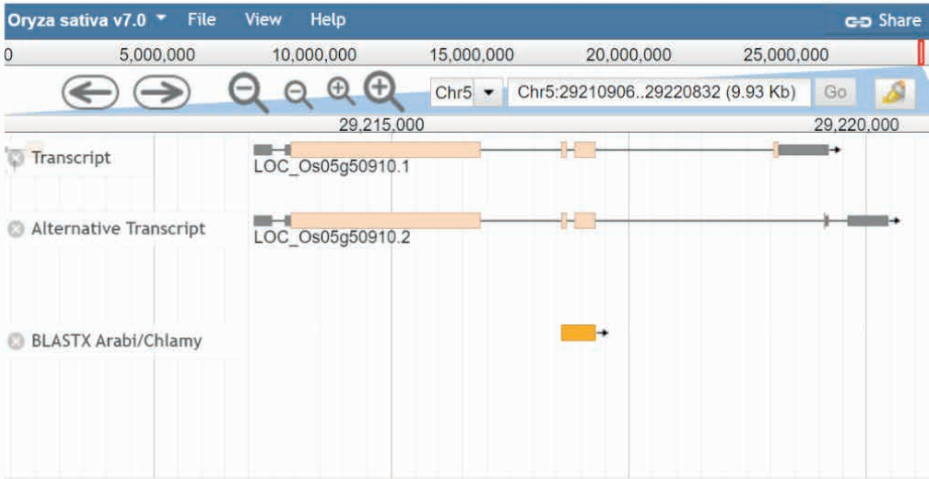 Oryza sativa v7.0 File View Help Share
0 5,000,000 10,000,000 15,000,000 20,000,000 25,000,000
Chr5 Chr5:29210906..29220832 (9.93 Kb) Go
29,215,000 29,220,000
Transcript
LOC_Os05g50910.1
Alternative Transcript
LOC_Os05g50910.2
BLASTX Arabi/Chlamy